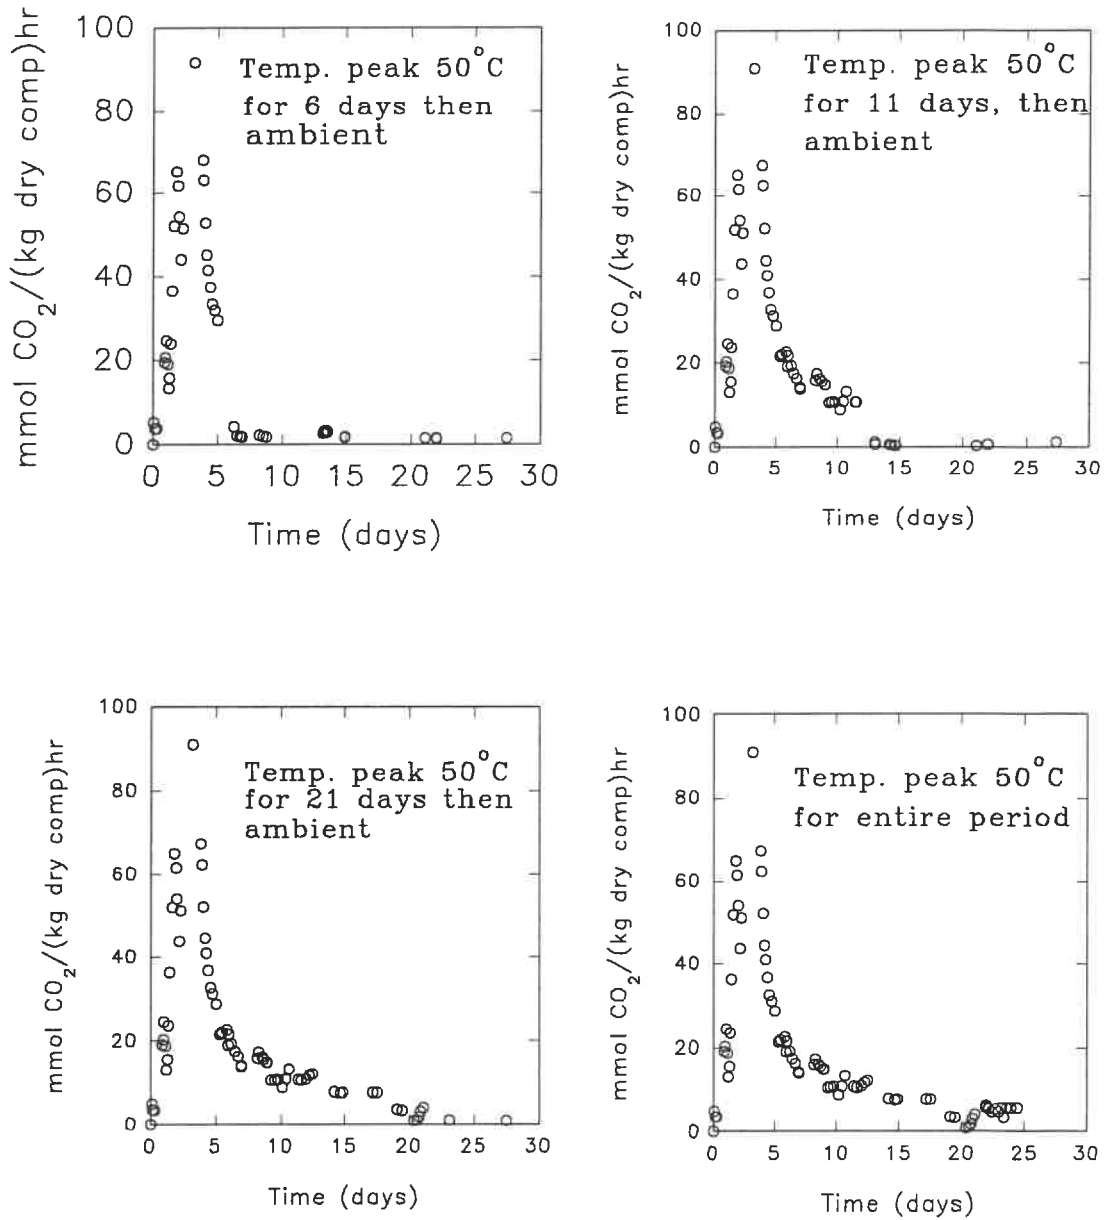 mmol CO2/(kg dry comp)hr
100
80
60
40
20
0
Temp. peak 50°C
for 6 days then
ambient
0 5 10 15 20 25 30
Time (days)
mmol CO2/(kg dry comp)hr
100
80
60
40
20
0
Temp. peak 50°C
for 11 days, then
ambient
0 5 10 15 20 25 30
Time (days)
mmol CO2/(kg dry comp)hr
100
80
60
40
20
0
Temp. peak 50°C
for 21 days then
ambient
0 5 10 15 20 25 30
Time (days)
mmol CO2/(kg dry comp)hr
100
80
60
40
20
0
Temp. peak 50°C
for entire period
0 5 10 15 20 25 30
Time (days)